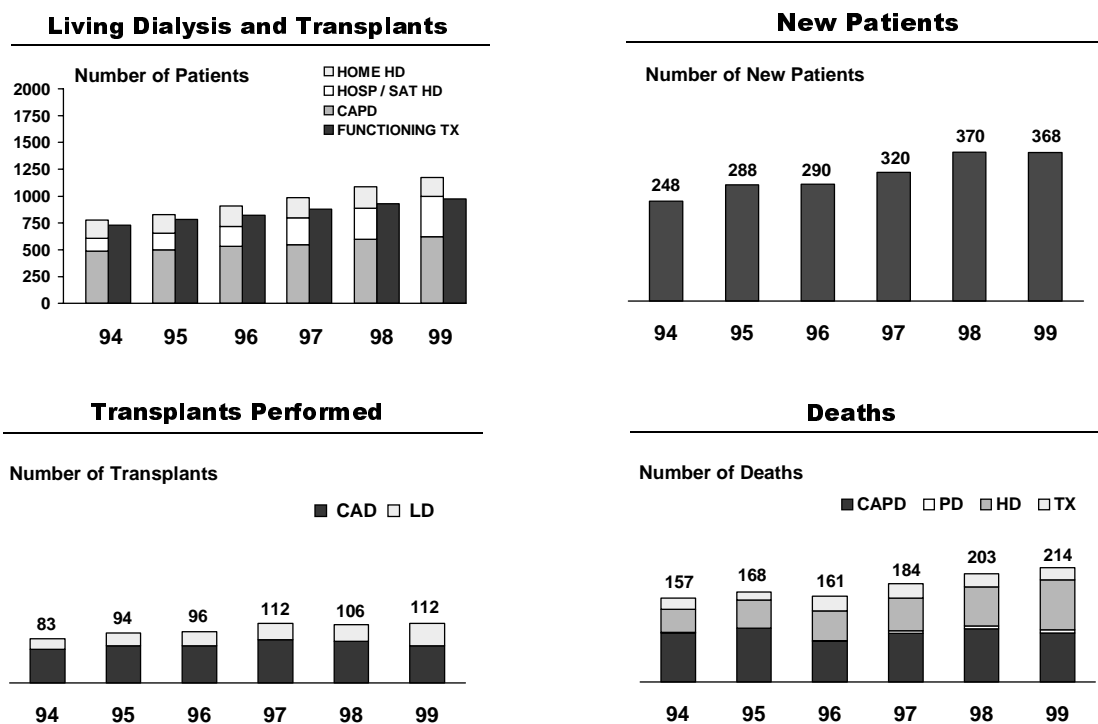 Living Dialysis and Transplants
Number of Patients
HOME HD
HOSP / SAT HD
CAPD
FUNCTIONING TX
2000
1750
1500
1250
1000
750
500
250
0
94 95 96 97 98 99
New Patients
Number of New Patients
248 288 290 320 370 368
94 95 96 97 98 99
Transplants Performed
Number of Transplants
CAD LD
83 94 96 112 106 112
94 95 96 97 98 99
Deaths
Number of Deaths
CAPD PD HD TX
157 168 161 184 203 214
94 95 96 97 98 99